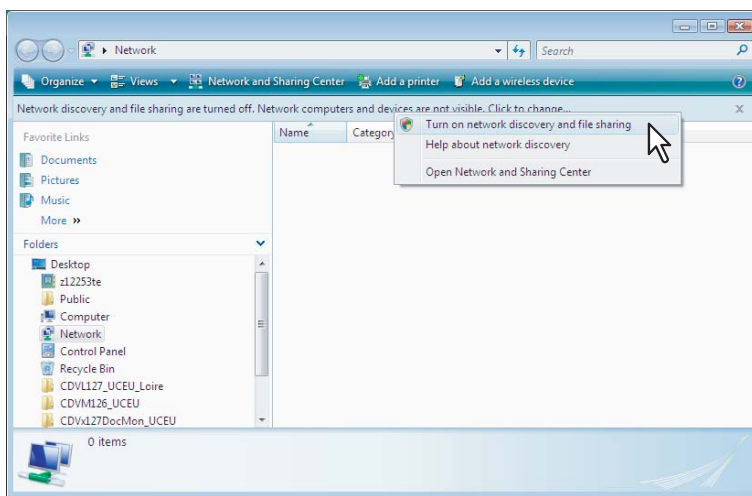 Network
Search
Organize Views Network and Sharing Center Add a printer Add a wireless device
Network discovery and file sharing are turned off. Network computers and devices are not visible. Click to change...
Turn on network discovery and file sharing
Help about network discovery
Open Network and Sharing Center
Favorite Links
Documents
Pictures
Music
More »
Folders
Desktop
z12253te
Public
Computer
Network
Control Panel
Recycle Bin
CDVL127_UCEU_Loire
CDVM126_UCEU
CDVx127DocMon_UCEU
Name Category
0 items